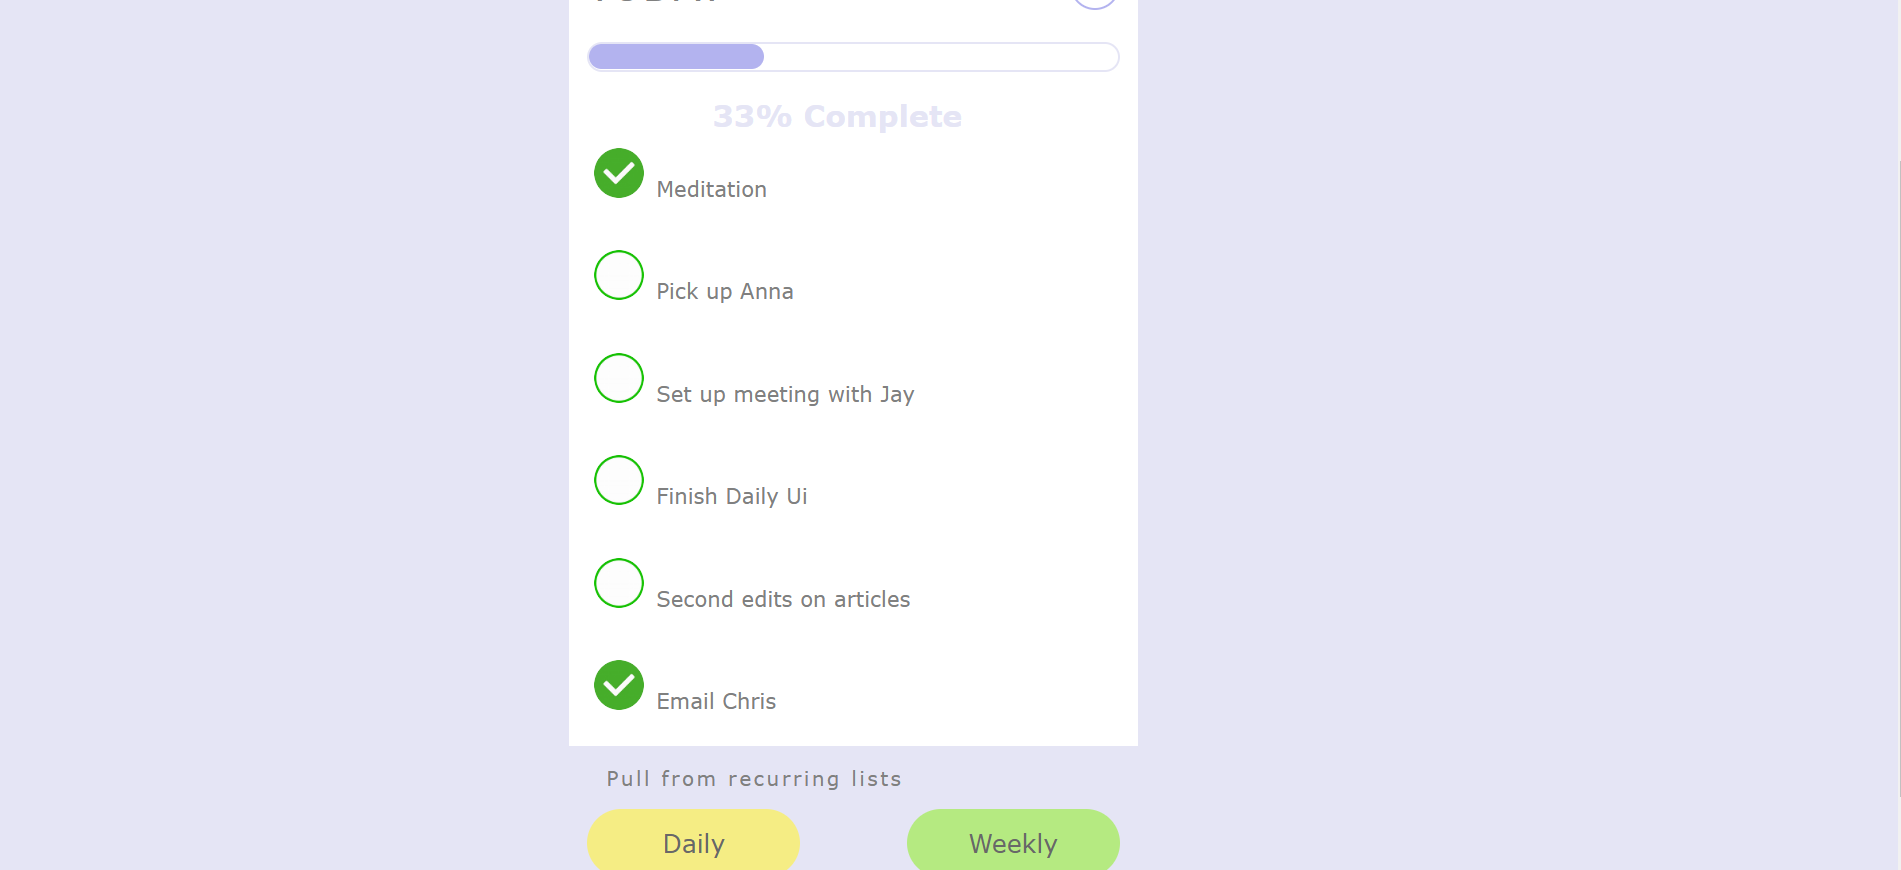 33% Complete
Meditation
Pick up Anna
Set up meeting with Jay
Finish Daily Ui
Second edits on articles
Email Chris
Pull from recurring lists
Daily
Weekly